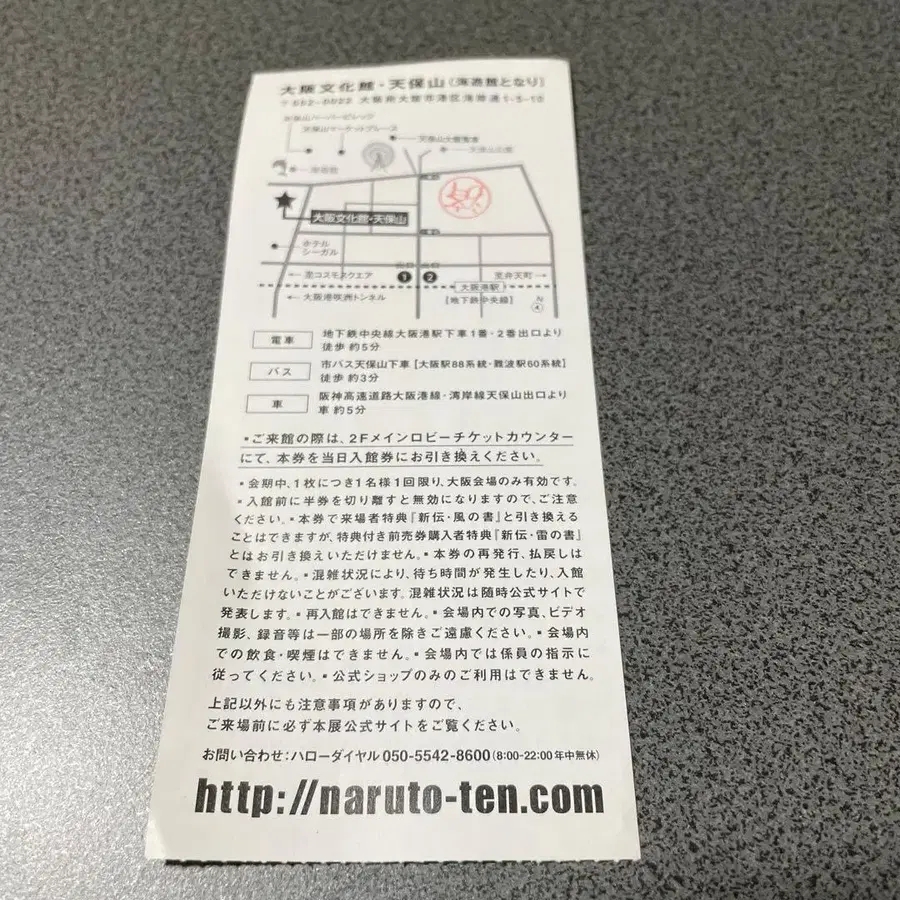 大阪文化館・天保山(海遊館となり)
〒552-0022 大阪府大阪市港区海岸通1-5-10
天保山ハーバービレッジ
天保山マーケットプレース
天保山大観覧車
海遊館
大阪文化館・天保山
ホテル
シーガル
至コスモスクエア
1 2
至弁天町
大阪港駅
大阪港咲洲トンネル
[地下鉄中央線]
N
電車 地下鉄中央線大阪港駅下車1番・2番出口より
徒歩 約5分
バス 市バス天保山下車 [大阪駅88系統・難波駅60系統]
徒歩 約3分
車 阪神高速道路大阪港線・湾岸線天保山出口より
車 約5分
▪ご来館の際は、2Fメインロビーチケットカウンター
にて、本券を当日入館券にお引き換えください。
▪会期中、1枚につき1名様1回限り、大阪会場のみ有効です。
▪入館前に半券を切り離すと無効になりますので、ご注意
ください。▪本券で来場者特典『新伝・風の書』と引き換える
ことはできますが、特典付き前売券購入者特典『新伝・雷の書』
とはお引き換えいただけません。▪本券の再発行、払戻しは
できません。▪混雑状況により、待ち時間が発生したり、入館
いただけないことがございます。混雑状況は随時公式サイトで
発表します。▪再入館はできません。▪会場内での写真、ビデオ
撮影、録音等は一部の場所を除きご遠慮ください。▪会場内
での飲食・喫煙はできません。▪会場内では係員の指示に
従ってください。▪公式ショップのみのご利用はできません。
上記以外にも注意事項がありますので、
ご来場前に必ず本展公式サイトをご覧ください。
お問い合わせ:ハローダイヤル 050-5542-8600(8:00-22:00 年中無休)
http://naruto-ten.com